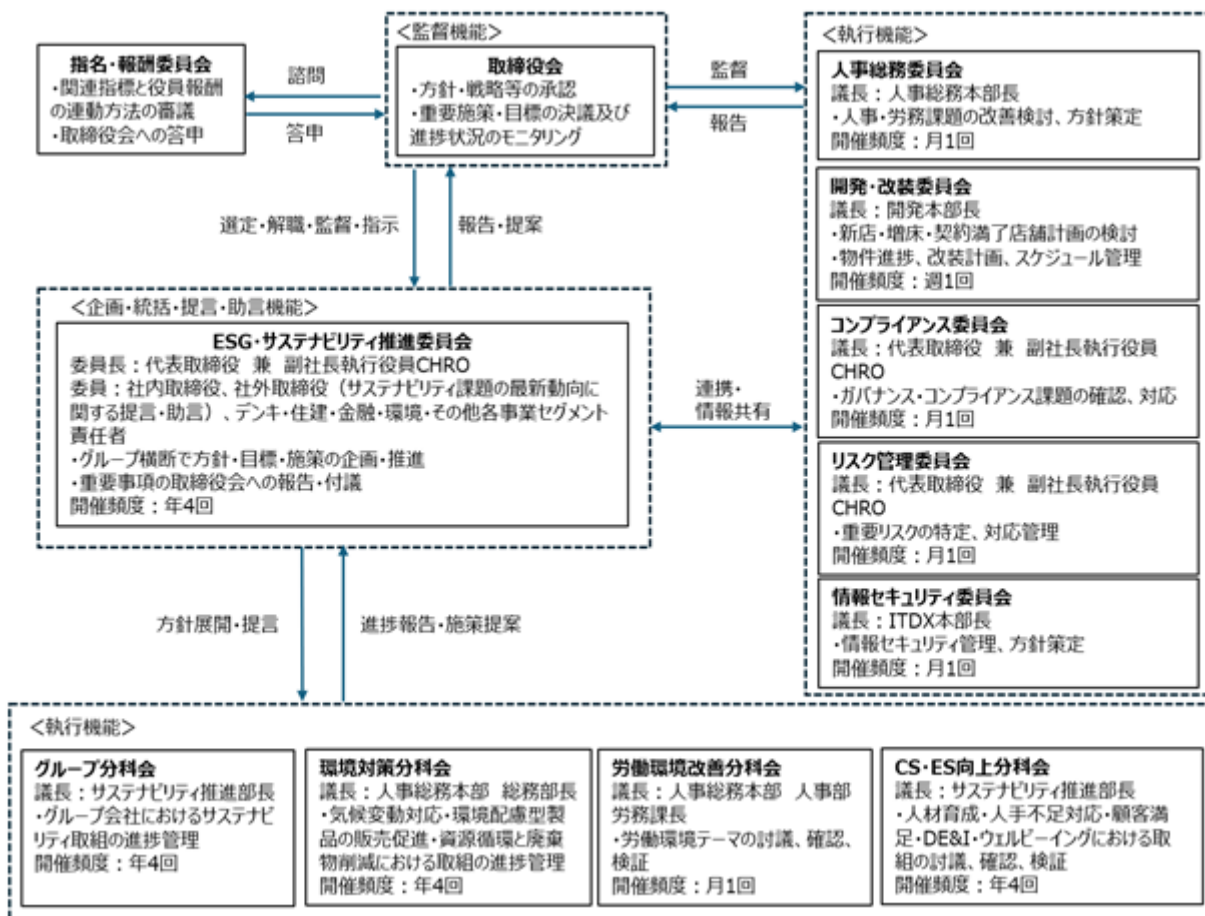 <監督機能>
指名・報酬委員会
・関連指標と役員報酬
の連動方法の審議
・取締役会への答申
諮問
答申
取締役会
・方針・戦略等の承認
・重要施策・目標の決議及び
進捗状況のモニタリング
監督
報告
<執行機能>
人事総務委員会
議長：人事総務本部長
・人事・労務課題の改善検討、方針策定
開催頻度：月1回
開発・改装委員会
議長：開発本部長
・新店・増床・契約満了店舗計画の検討
・物件進捗、改装計画、スケジュール管理
開催頻度：週1回
コンプライアンス委員会
議長：代表取締役 兼 副社長執行役員
CHRO
・ガバナンス・コンプライアンス課題の確認、対応
開催頻度：月1回
リスク管理委員会
議長：代表取締役 兼 副社長執行役員
CHRO
・重要リスクの特定、対応管理
開催頻度：月1回
情報セキュリティ委員会
議長：ITDX本部長
・情報セキュリティ管理、方針策定
開催頻度：月1回
選定・解職・監督・指示
報告・提案
<企画・統括・提言・助言機能>
ESG・サステナビリティ推進委員会
委員長：代表取締役 兼 副社長執行役員CHRO
委員：社内取締役、社外取締役（サステナビリティ課題の最新動向に
関する提言・助言）、デンキ・住建・金融・環境・その他各事業セグメント
責任者
・グループ横断で方針・目標・施策の企画・推進
・重要事項の取締役会への報告・付議
開催頻度：年4回
連携・
情報共有
方針展開・提言
進捗報告・施策提案
<執行機能>
グループ分科会
議長：サステナビリティ推進部長
・グループ会社におけるサステナビ
リティ取組の進捗管理
開催頻度：年4回
環境対策分科会
議長：人事総務本部 総務部長
・気候変動対応・環境配慮型製
品の販売促進・資源循環と廃棄
物削減における取組の進捗管理
開催頻度：年4回
労働環境改善分科会
議長：人事総務本部 人事部
労務課長
・労働環境テーマの討議、確認、
検証
開催頻度：月1回
CS・ES向上分科会
議長：サステナビリティ推進部長
・人材育成・人手不足対応・顧客満
足・DE&I・ウェルビーイングにおける取
組の討議、確認、検証
開催頻度：年4回